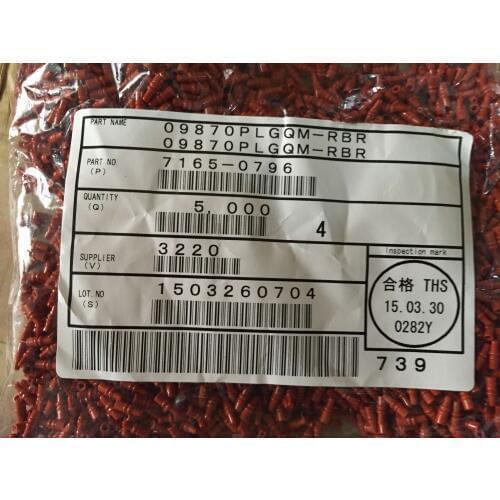 PART NAME
09870PLGQM-RBR
09870PLGQM-RBR
PART NO.
(P)
7165-0796
QUANTITY
(Q)
5,000
4
SUPPLIER
(V)
3220
Inspection mark
合格 THS
15.03.30
0282Y
LOT.NO
(S)
1503260704
739